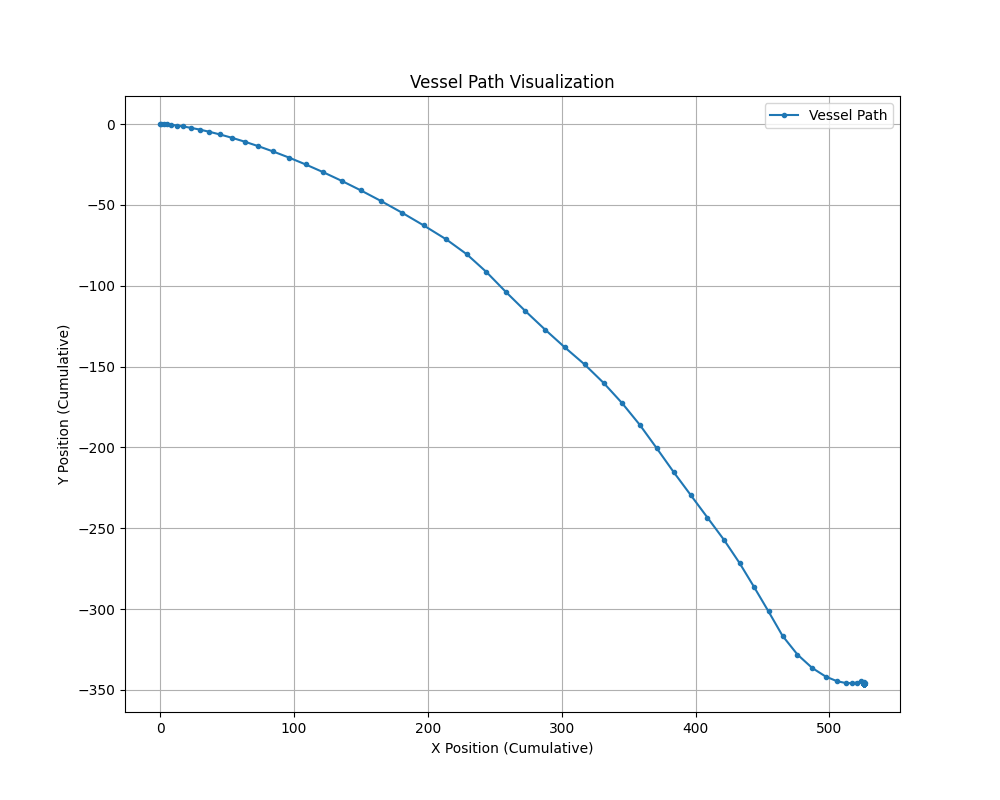 Vessel Path Visualization
Vessel Path
0
−50
−100
−150
−200
−250
−300
−350
Y Position (Cumulative)
0 100 200 300 400 500
X Position (Cumulative)